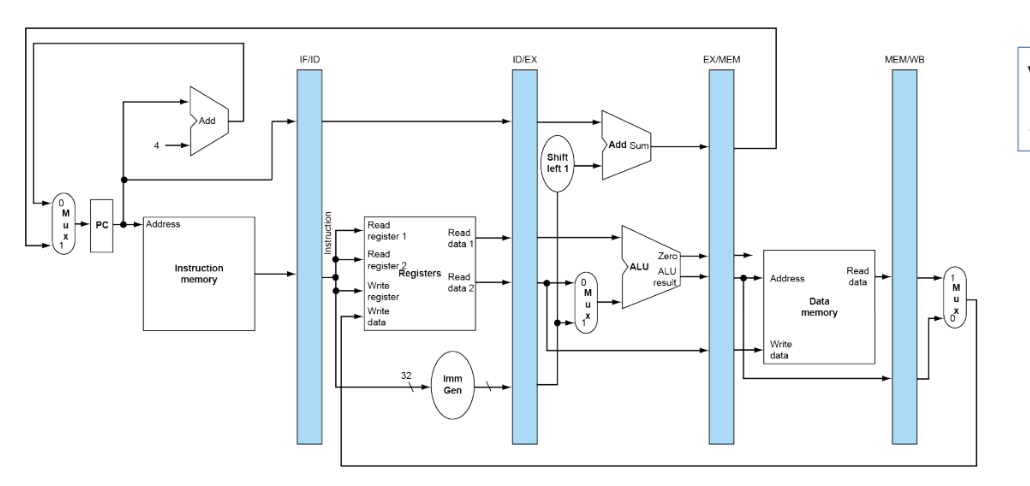 IF/ID
ID/EX
EX/MEM
MEM/WB
Add
4
Shift
left 1
Add Sum
0
M
u
x
1
PC
Address
Instruction
memory
Instruction
Read
register 1
Read
register 2
Write
register
Write
data
Registers
Read
data 1
Read
data 2
32
Imm
Gen
0
M
u
x
1
ALU
Zero
ALU
result
Address
Read
data
Data
memory
Write
data
1
M
u
x
0